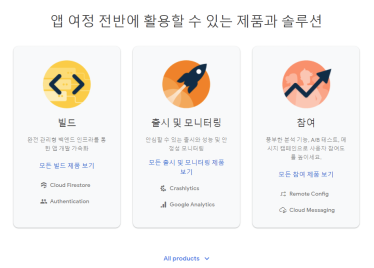 앱 여정 전반에 활용할 수 있는 제품과 솔루션
빌드
완전 관리형 백엔드 인프라를 통
한 앱 개발 가속화
모든 빌드 제품 보기
Cloud Firestore
Authentication
출시 및 모니터링
안심할 수 있는 출시와 성능 및 안
정성 모니터링
모든 출시 및 모니터링 제품
보기
Crashlytics
Google Analytics
참여
풍부한 분석 기능, A/B 테스트, 메
시지 캠페인으로 사용자 참여도
를 높이세요.
모든 참여 제품 보기
Remote Config
Cloud Messaging
All products